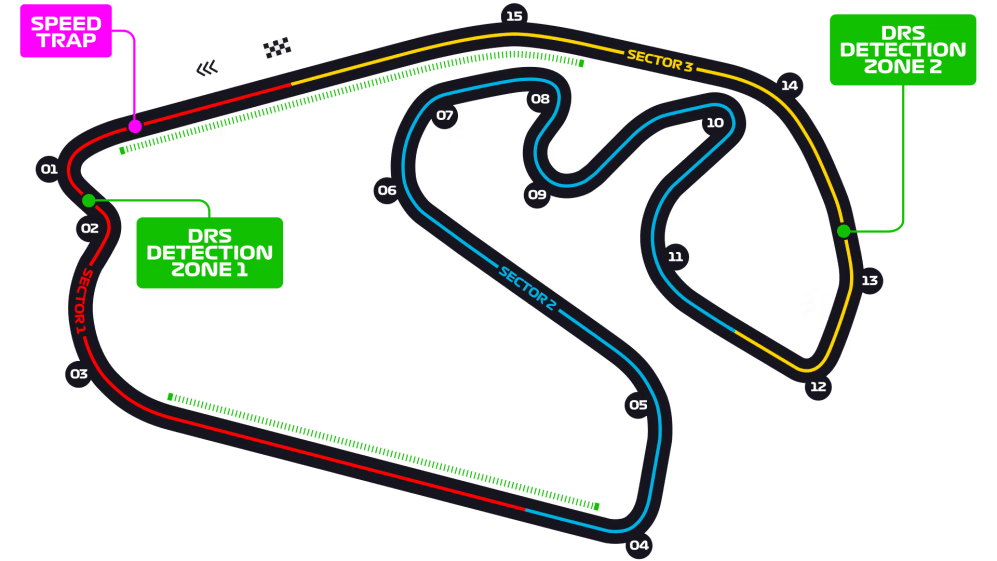 SPEED
TRAP
15
SECTOR 3
DRS
DETECTION
ZONE 2
14
08
07
10
01
06
09
02
DRS
DETECTION
ZONE 1
11
13
SECTOR 1
SECTOR 2
03
12
05
04